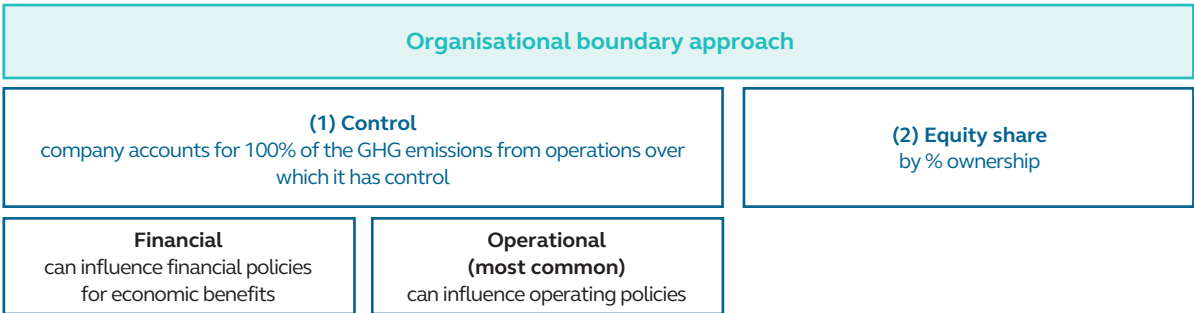 Organisational boundary approach
(1) Control
company accounts for 100% of the GHG emissions from operations over
which it has control
(2) Equity share
by % ownership
Financial
can influence financial policies
for economic benefits
Operational
(most common)
can influence operating policies